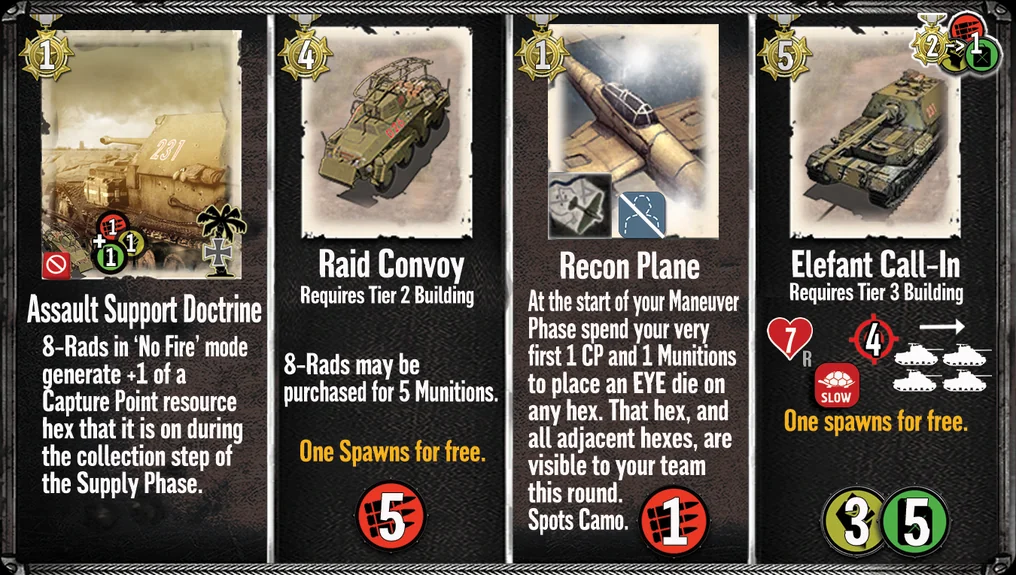 1
231
1
+ 1
1
Assault Support Doctrine
8-Rads in 'No Fire' mode
generate +1 of a
Capture Point resource
hex that it is on during
the collection step of
the Supply Phase.
4
Raid Convoy
Requires Tier 2 Building
8-Rads may be
purchased for 5 Munitions.
One Spawns for free.
5
1
Recon Plane
At the start of your Maneuver
Phase spend your very
first 1 CP and 1 Munitions
to place an EYE die on
any hex. That hex, and
all adjacent hexes, are
visible to your team
this round.
Spots Camo.
1
5
2->1
231
Elefant Call-In
Requires Tier 3 Building
7
R
4
SLOW
One spawns for free.
3 5